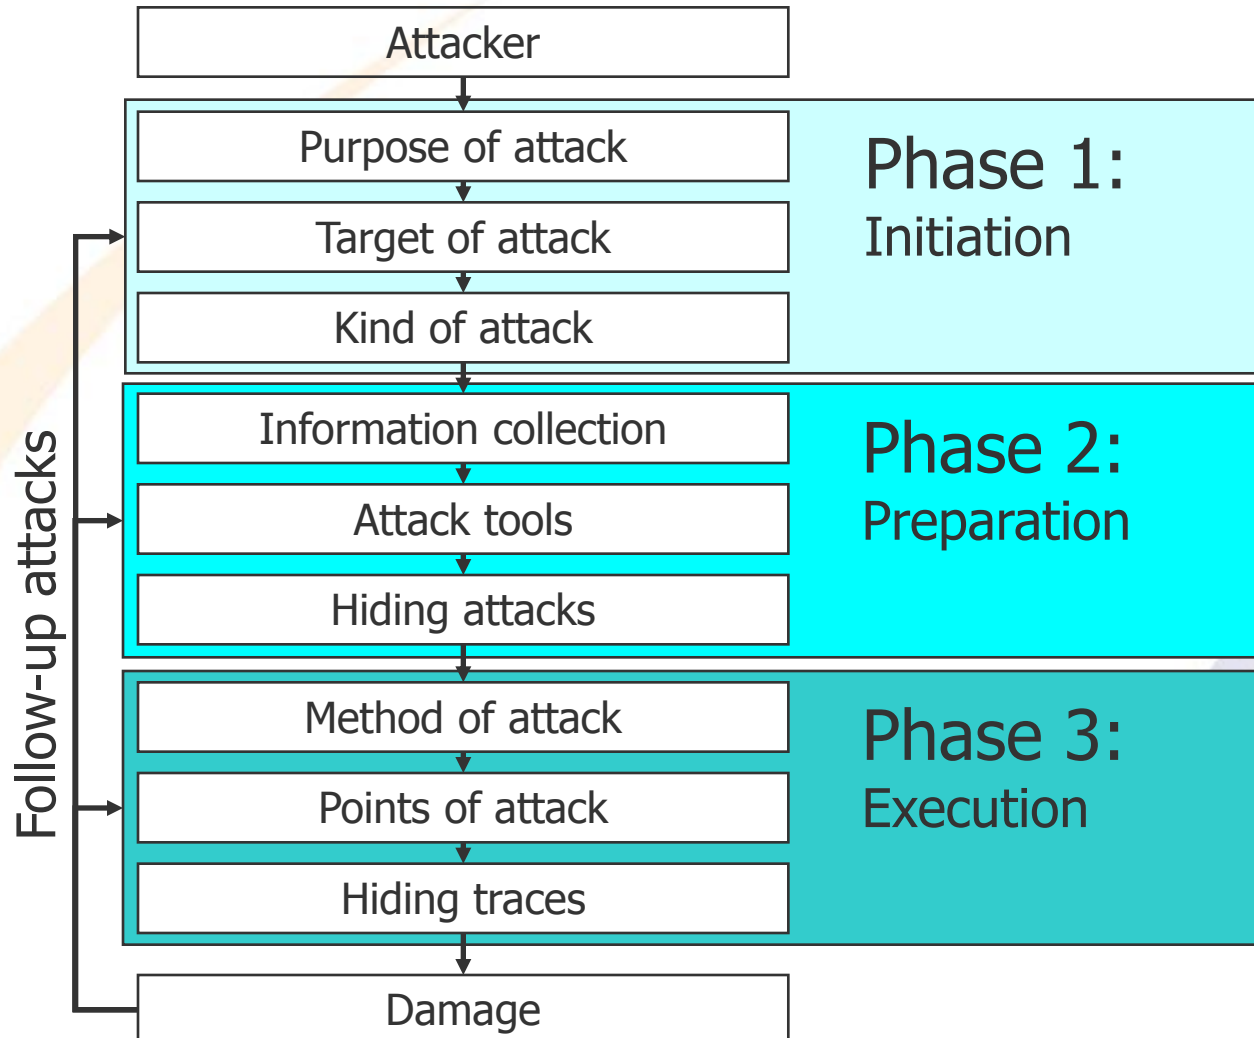 Attacker
Purpose of attack
Target of attack
Kind of attack
Phase 1:
Initiation
Information collection
Attack tools
Hiding attacks
Phase 2:
Preparation
Method of attack
Points of attack
Hiding traces
Phase 3:
Execution
Damage
Follow-up attacks